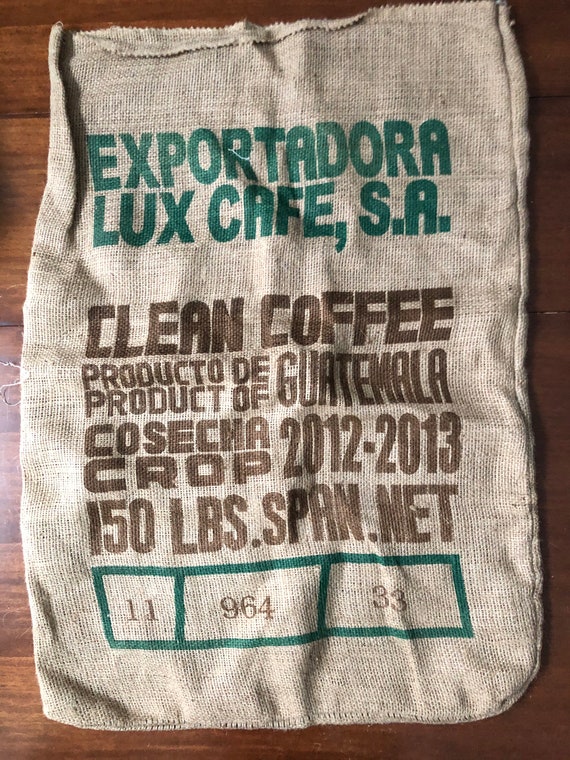 EXPORTADORA
LUX CAFE, S.A.
CLEAN COFFEE
PRODUCTO DE
PRODUCT OF GUATEMALA
COSECHA
CROP 2012-2013
150 LBS.SPAN.NET
11 964 33